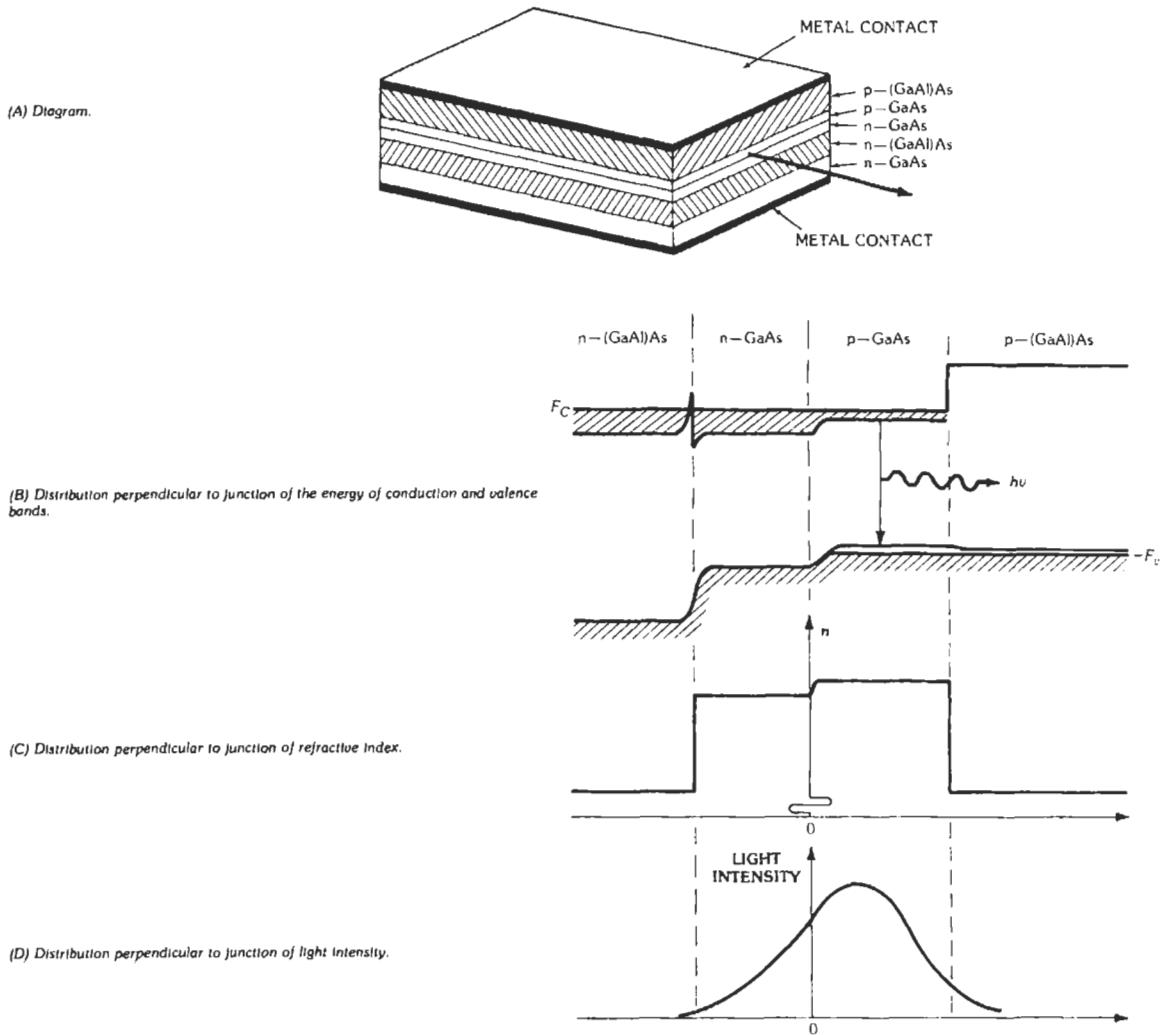 METAL CONTACT
(A) Diagram.
p—(GaAl)As
p—GaAs
n—GaAs
n—(GaAl)As
n—GaAs
METAL CONTACT
n—(GaAl)As
n—GaAs
p—GaAs
p—(GaAl)As
F_C
(B) Distribution perpendicular to junction of the energy of conduction and valence
bands.
hν
F_v
n
(C) Distribution perpendicular to junction of refractive index.
0
LIGHT
INTENSITY
(D) Distribution perpendicular to junction of light intensity.
0